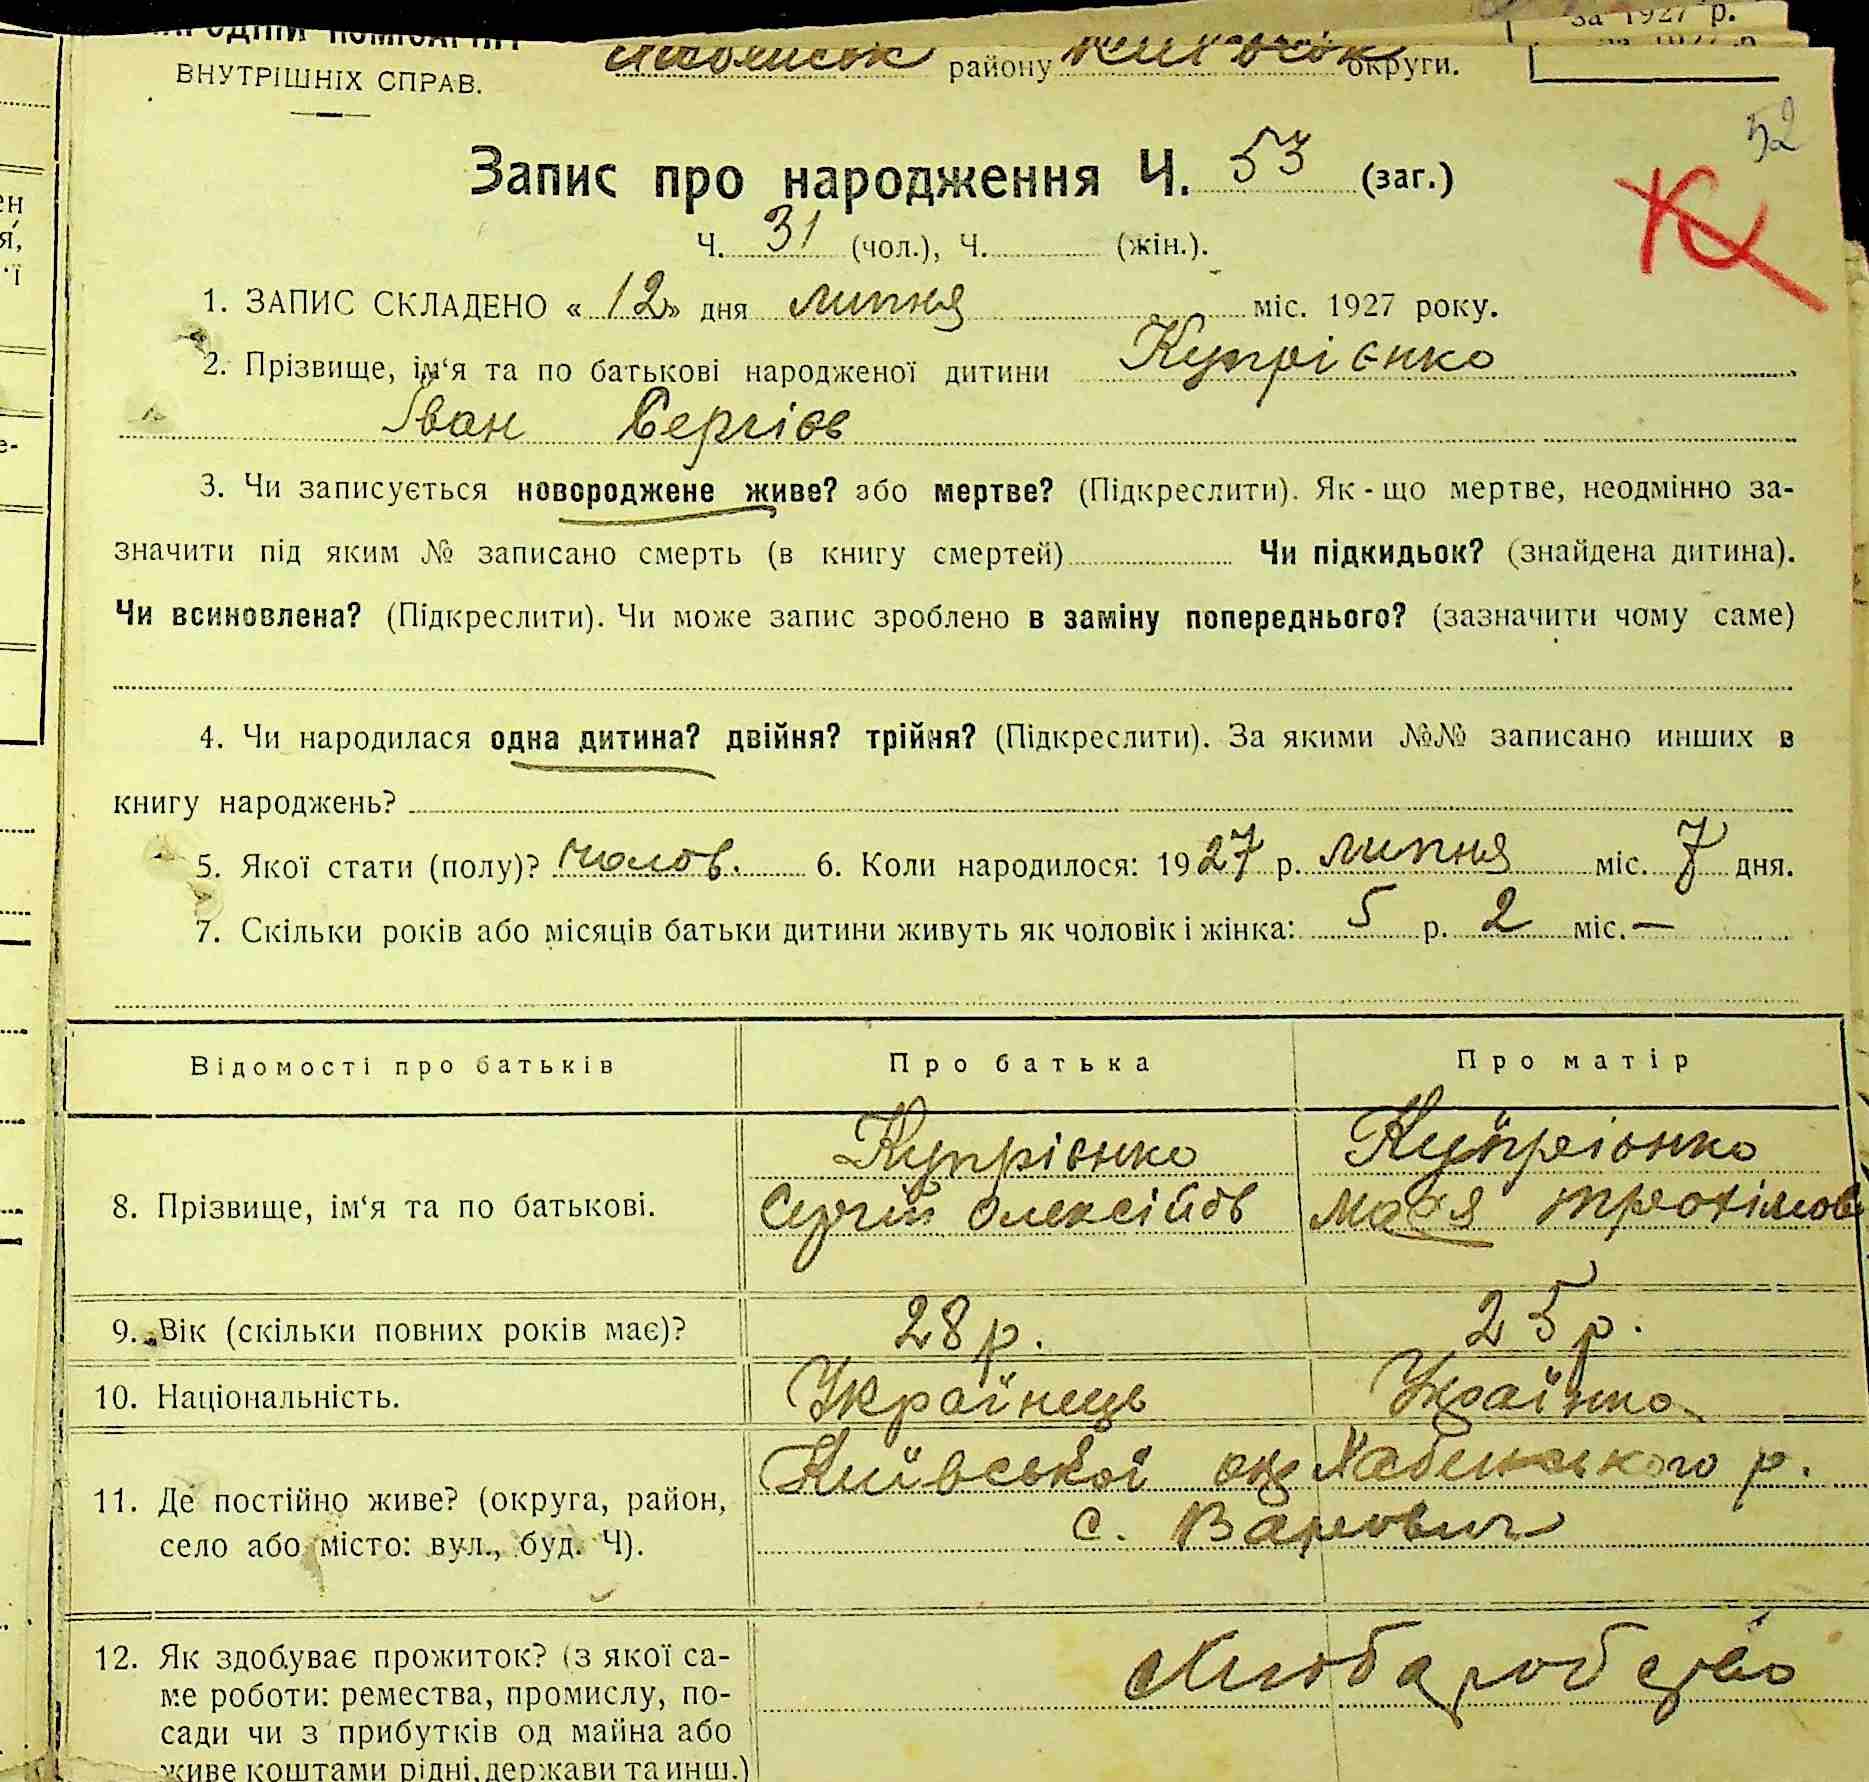 за 1927 р.
НАРОДНИЙ КОМІСАРІЯТ
ВНУТРІШНІХ СПРАВ.
району округи.
52
Запис про народження Ч. 53 (заг.)
Ч. 31 (чол.), Ч. (жін.).
1. ЗАПИС СКЛАДЕНО « 12 » дня липня міс. 1927 року.
2. Прізвище, ім‘я та по батькові народженої дитини Купрієнко
Іван Сергієв
3. Чи записується новороджене живе? або мертве? (Підкреслити). Як-що мертве, неодмінно за-
значити під яким № записано смерть (в книгу смертей) Чи підкидьок? (знайдена дитина).
Чи всиновлена? (Підкреслити). Чи може запис зроблено в заміну попереднього? (зазначити чому саме)
4. Чи народилася одна дитина? двійня? трійня? (Підкреслити). За якими №№ записано инших в
книгу народжень?
5. Якої стати (полу)? чолов. 6. Коли народилося: 1927 р. липня міс. 7 дня.
7. Скільки років або місяців батьки дитини живуть як чоловік і жінка: 5 р. 2 міс. —
Відомості про батьків Про батька Про матір
Купрієнко Купрієнко
8. Прізвище, ім‘я та по батькові. Сергій Олексійов Трохимов
9. Вік (скільки повних років має)? 28 р. 25 р.
10. Національність. Українець Українка
Київської окр Хабенського р.
11. Де постійно живе? (округа, район,
с. Варовичі
село або місто: вул., буд. Ч).
12. Як здобуває прожиток? (з якої са- Хліборобство
ме роботи: ремества, промислу, по-
сади чи з прибутків од майна або
живе коштами рідні, держави та инш.)